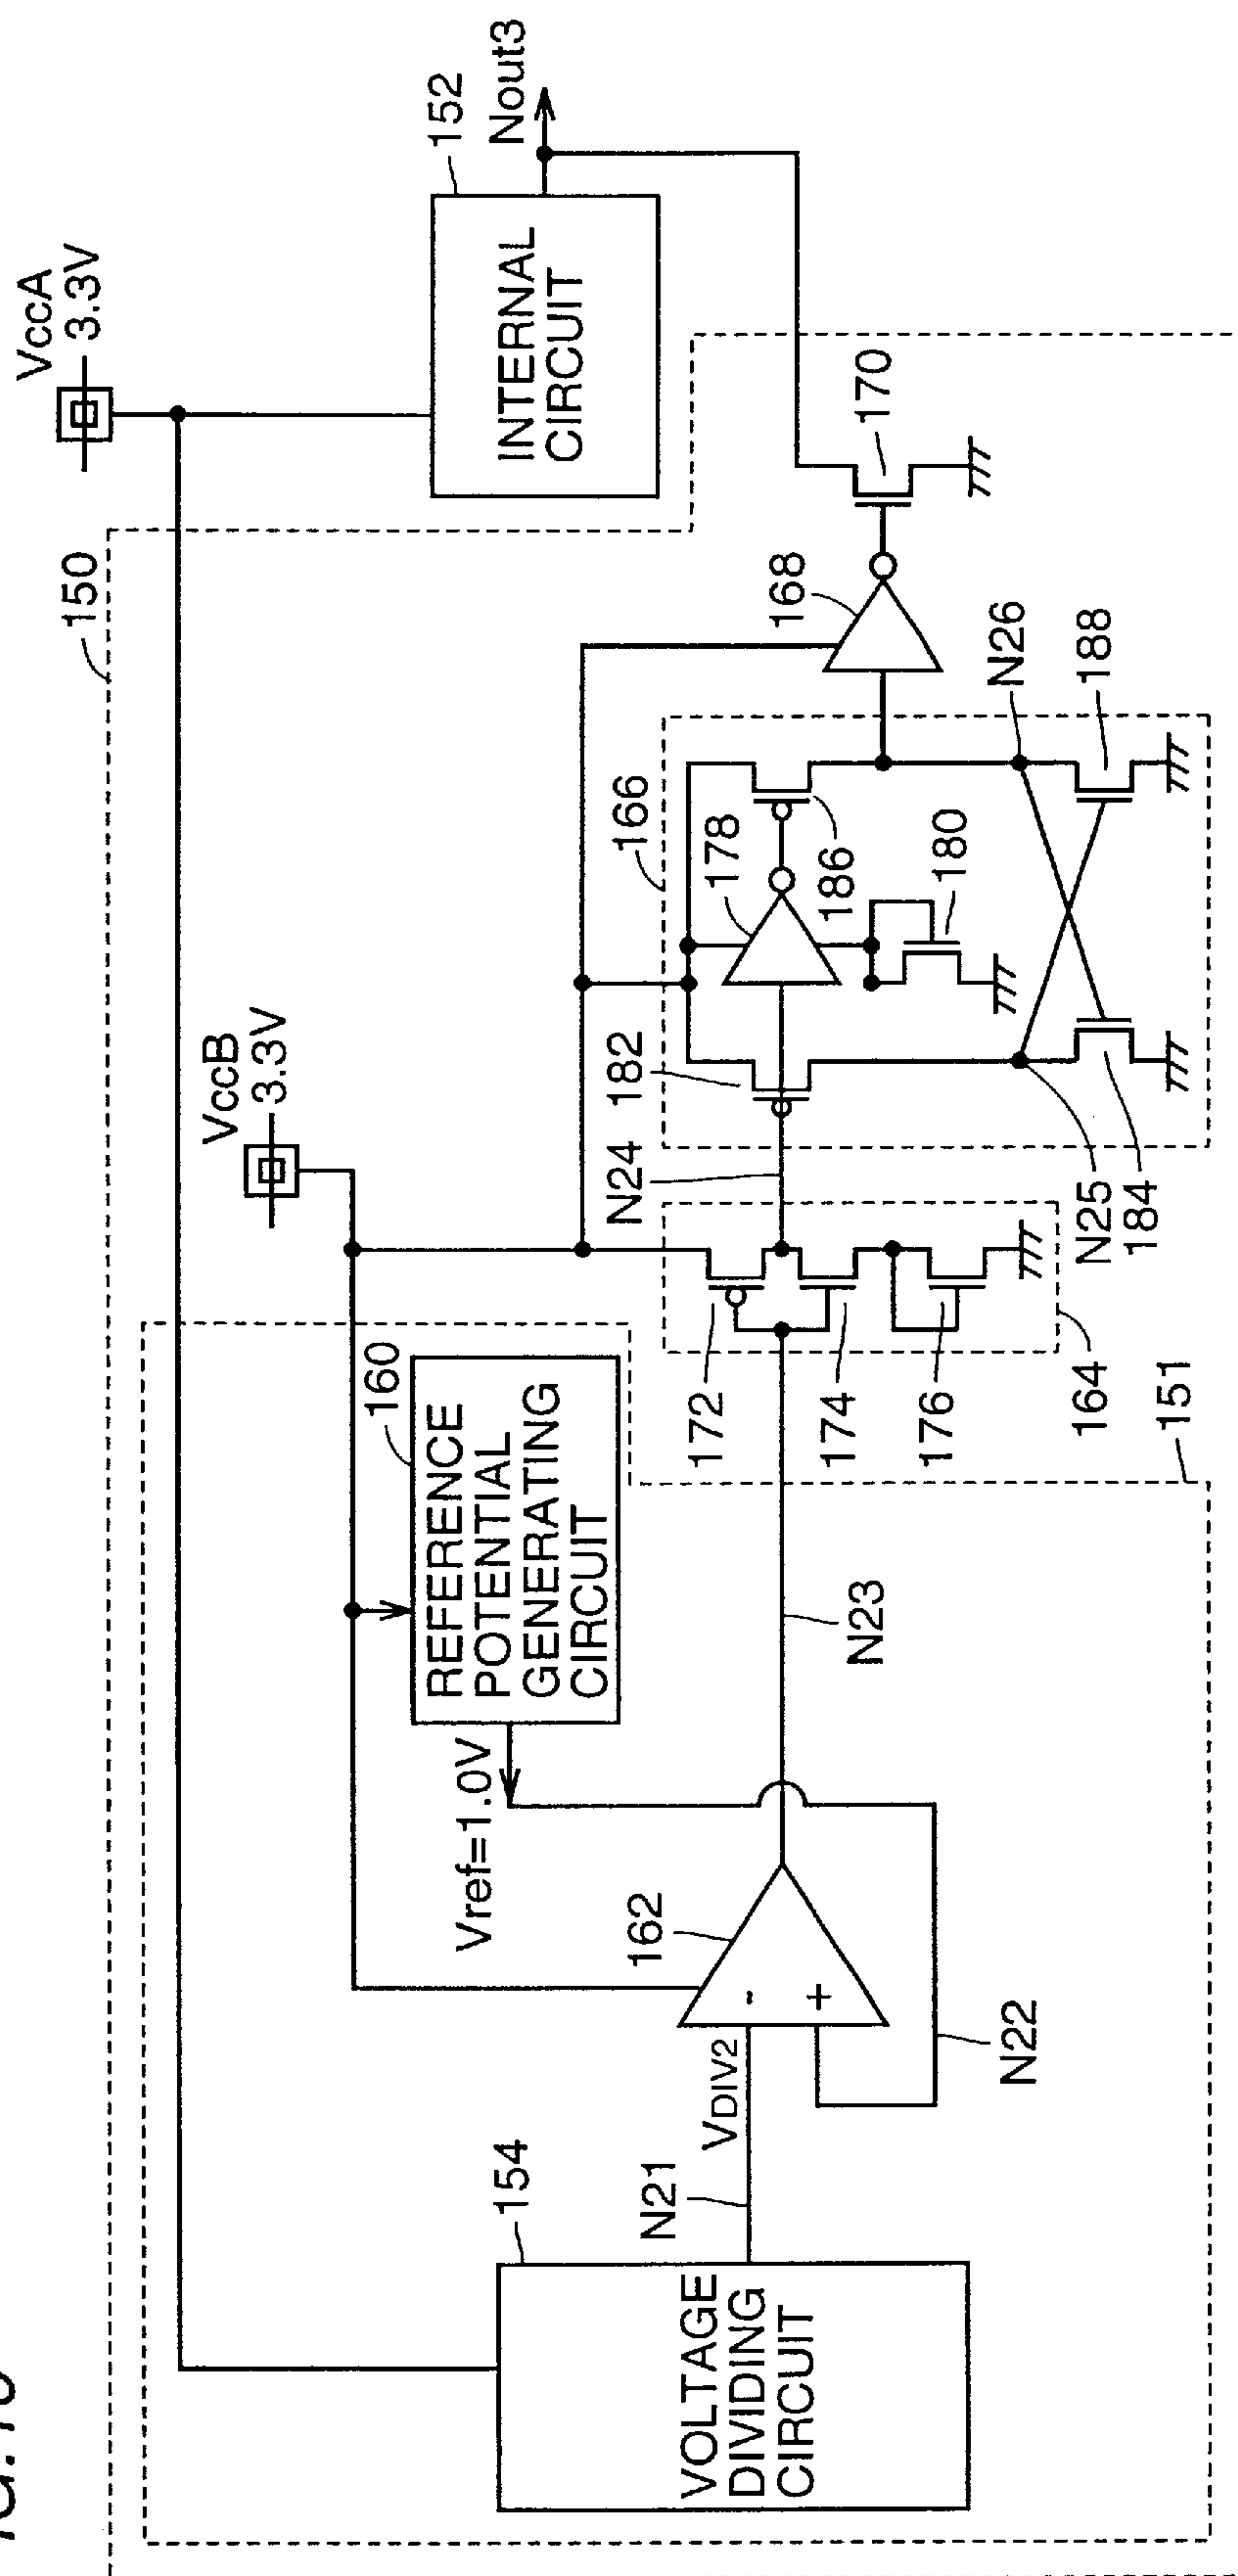 VccA
3.3V
150
152
Nout3
INTERNAL
CIRCUIT
VccB
3.3V
160
REFERENCE
POTENTIAL
GENERATING
CIRCUIT
Vref=1.0V
154
VOLTAGE
DIVIDING
CIRCUIT
N21
VDIV2
162
-
+
N22
N23
172
174
176
164
151
N24
182
166
178
186
180
N25
184
N26
188
168
170